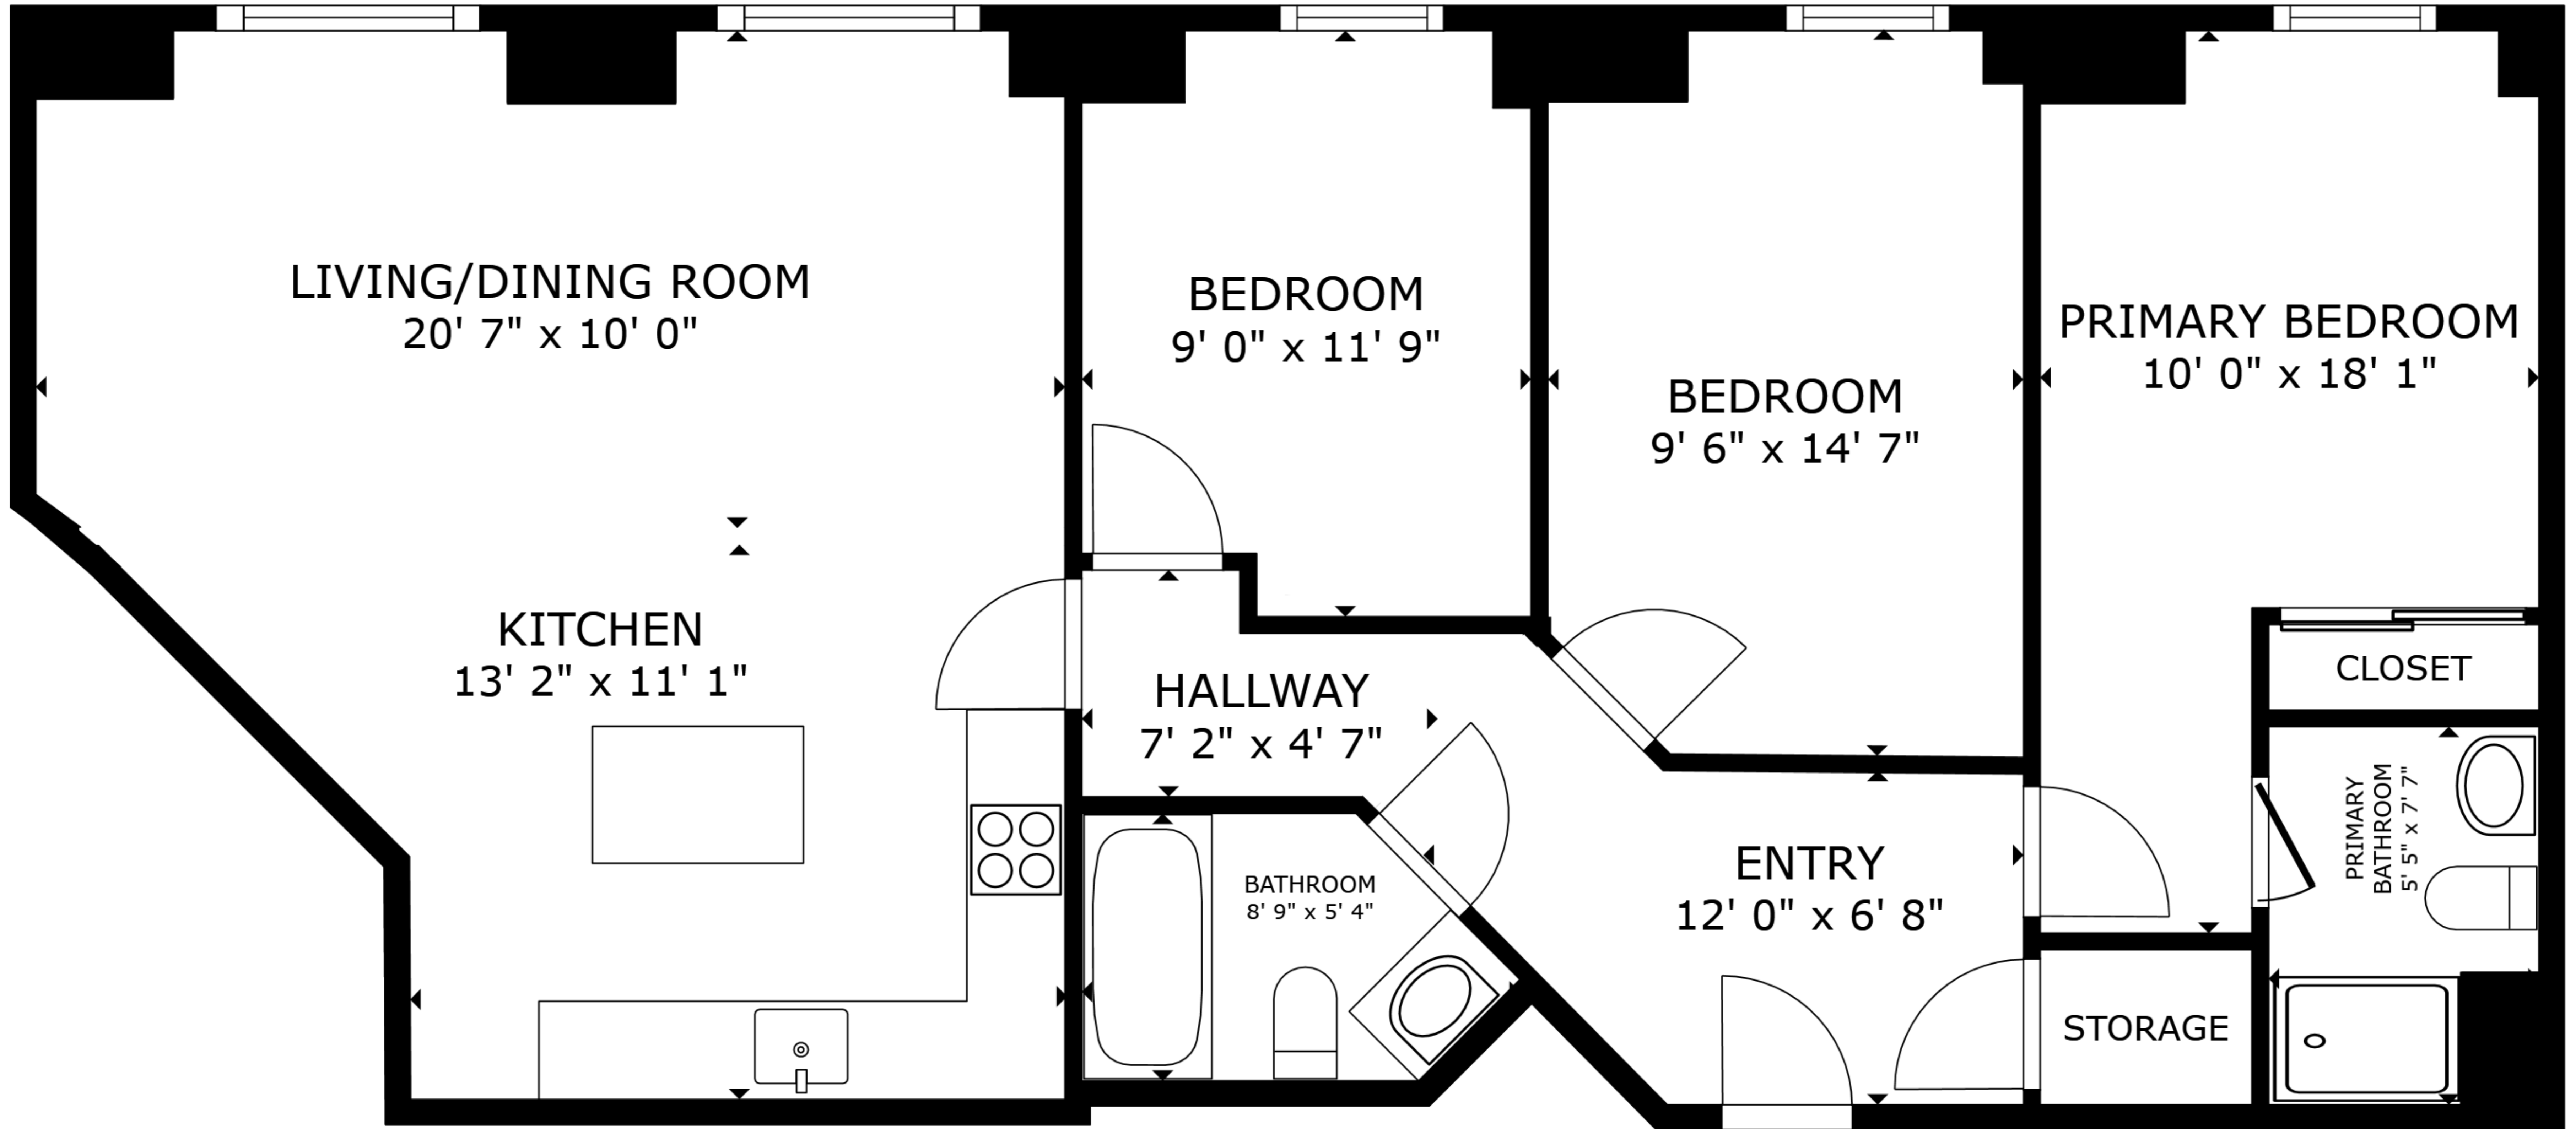 LIVING/DINING ROOM
20' 7" x 10' 0"
BEDROOM
9' 0" x 11' 9"
BEDROOM
9' 6" x 14' 7"
PRIMARY BEDROOM
10' 0" x 18' 1"
KITCHEN
13' 2" x 11' 1"
HALLWAY
7' 2" x 4' 7"
CLOSET
BATHROOM
8' 9" x 5' 4"
ENTRY
12' 0" x 6' 8"
PRIMARY
BATHROOM
5' 5" x 7' 7"
STORAGE